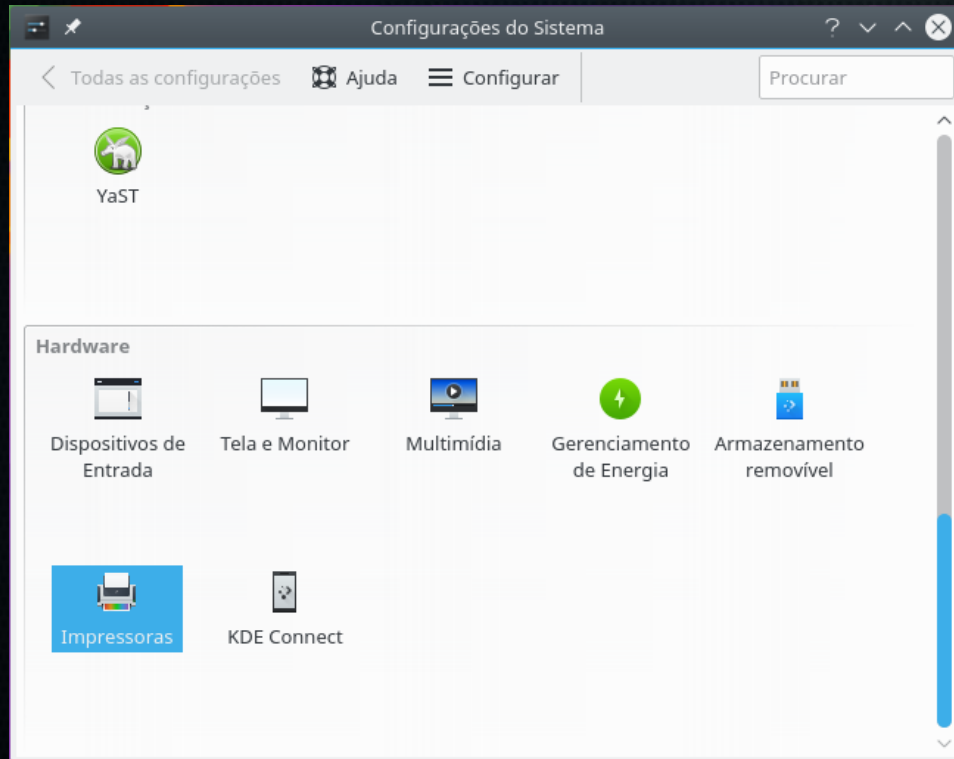 Configurações do Sistema
Todas as configurações Ajuda Configurar Procurar
YaST
Hardware
Dispositivos de Entrada
Tela e Monitor
Multimídia
Gerenciamento de Energia
Armazenamento removível
Impressoras
KDE Connect